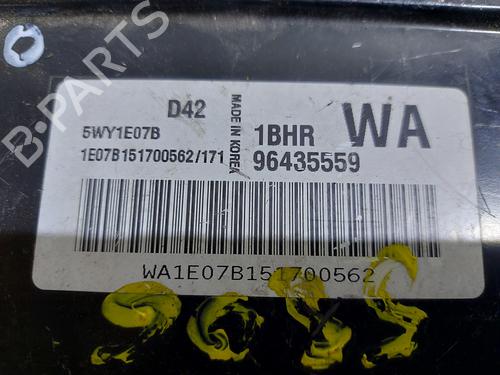 D42
MADE IN KOREA
5WY1E07B
1E07B151700562/171
1BHR WA
96435559
WA1E07B151700562
B-PARTS